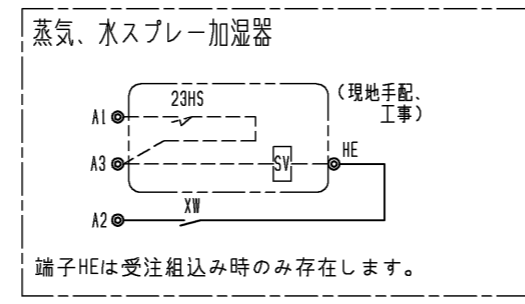 蒸気、水スプレー加湿器
(現地手配、
工事)
23HS
A1
A3
SV
HE
A2
XW
端子HEは受注組込み時のみ存在します。